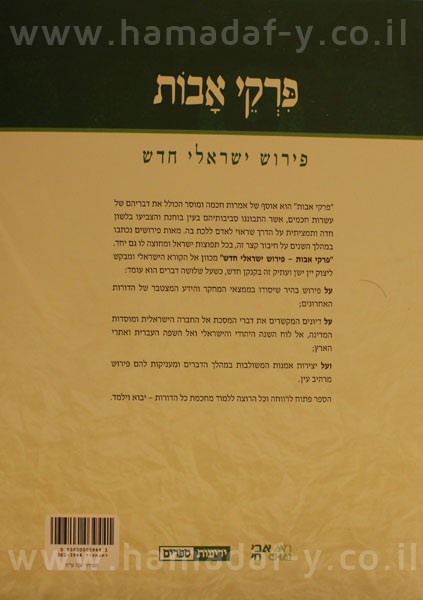 www.hamadaf-y.co.il
פִּרְקֵי אָבוֹת
פירוש ישראלי חדש
"פרקי אבות" הוא אוסף של אמרות חכמה ומוסר הכולל את דבריהם של
עשרות חכמים, אשר התבוננו סביבותיהם בעין בוחנת והצביעו בלשון
חדה ותמציתית על הדרך שראוי לאדם ללכת בה. מאות פירושים נכתבו
במהלך השנים על חיבור קצר זה, בכל תפוצות ישראל ומחוצה לו גם יחד.
"פרקי אבות – פירוש ישראלי חדש" מכוון אל הקורא הישראלי ומבקש
ליצוק יין ישן ועתיק זה בקנקן חדש, כשעל שלושה דברים הוא עומד:
על פירוש בהיר שיסודו בממצאי המחקר והידע המצטבר של הדורות
האחרונים;
על דיונים המקשרים את דברי המסכת אל החברה הישראלית ומוסדות
המדינה, אל לוח השנה היהודי והישראלי ואל השפה העברית ואתרי
הארץ;
ועל יצירות אמנות המשולבות במהלך הדברים ומעניקות להם פירוש
מרהיב עין.
הספר פתוח לרווחה וכל הרוצה ללמוד מחכמת כל הדורות – יבוא וילמד.
ידיעות ספרים
אבי חי
CHAI
www.hamadaf-y.co.il